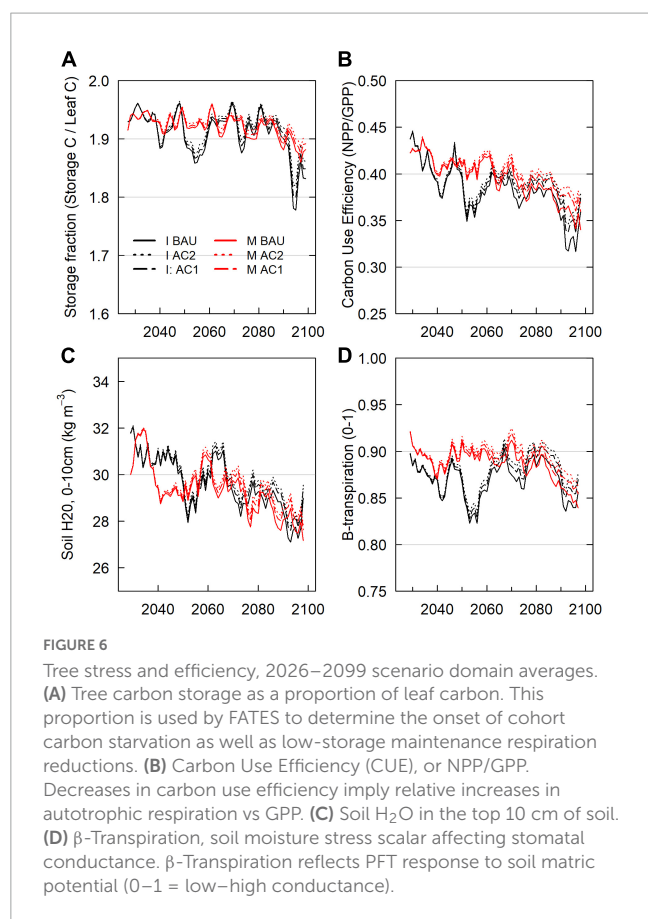 A
Storage fraction (Storage C / Leaf C)
2.0
1.9
1.8
1.7
1.6
I BAU
I AC2
I: AC1
M BAU
M AC2
M AC1
2040 2060 2080 2100
B
Carbon Use Efficiency (NPP/GPP)
0.50
0.45
0.40
0.35
0.30
0.25
2040 2060 2080 2100
C
Soil H20, 0-10cm (kg m⁻³)
34
32
30
28
26
2040 2060 2080 2100
D
B-transpiration (0-1)
1.00
0.95
0.90
0.85
0.80
0.75
2040 2060 2080 2100
FIGURE 6
Tree stress and efficiency, 2026–2099 scenario domain averages.
(A) Tree carbon storage as a proportion of leaf carbon. This
proportion is used by FATES to determine the onset of cohort
carbon starvation as well as low-storage maintenance respiration
reductions. (B) Carbon Use Efficiency (CUE), or NPP/GPP.
Decreases in carbon use efficiency imply relative increases in
autotrophic respiration vs GPP. (C) Soil H₂O in the top 10 cm of soil.
(D) β-Transpiration, soil moisture stress scalar affecting stomatal
conductance. β-Transpiration reflects PFT response to soil matric
potential (0–1 = low–high conductance).